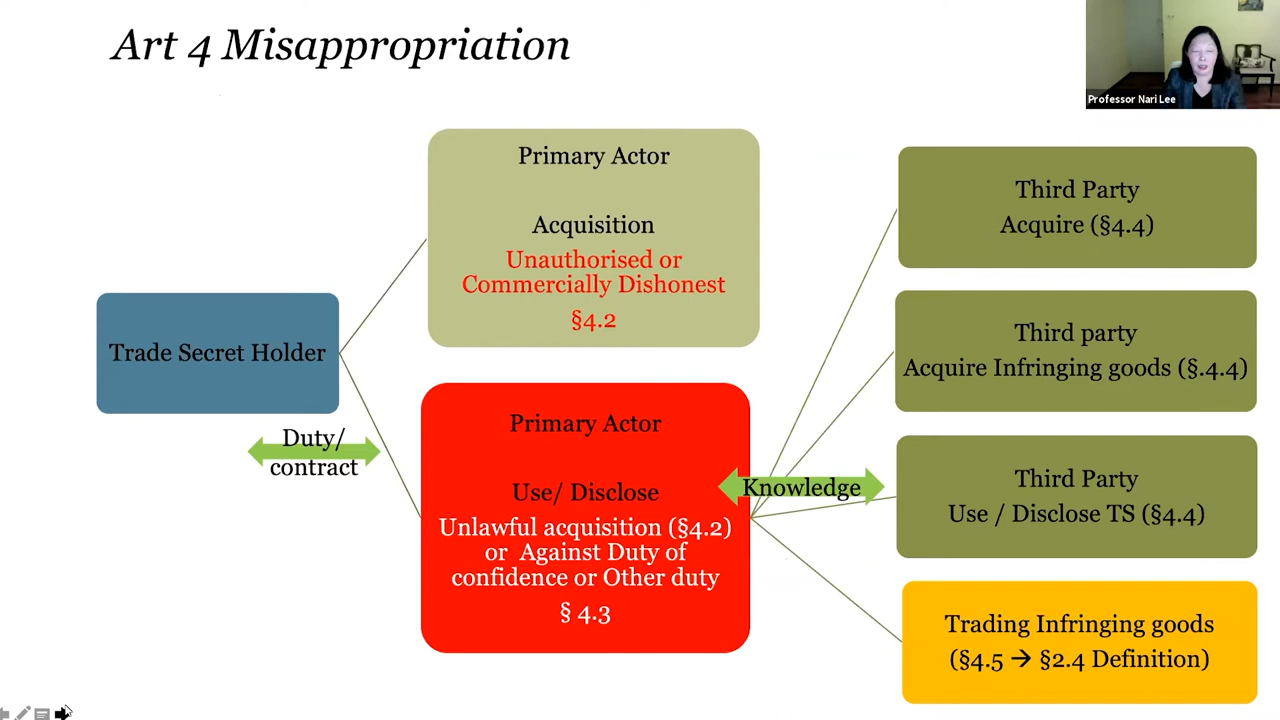 Art 4 Misappropriation
Professor Nari Lee
Trade Secret Holder
Duty/
contract
Primary Actor
Acquisition
Unauthorised or
Commercially Dishonest
§4.2
Primary Actor
Use/ Disclose
Unlawful acquisition (§4.2)
or Against Duty of
confidence or Other duty
§ 4.3
Knowledge
Third Party
Acquire (§4.4)
Third party
Acquire Infringing goods (§.4.4)
Third Party
Use / Disclose TS (§4.4)
Trading Infringing goods
(§4.5 → §2.4 Definition)